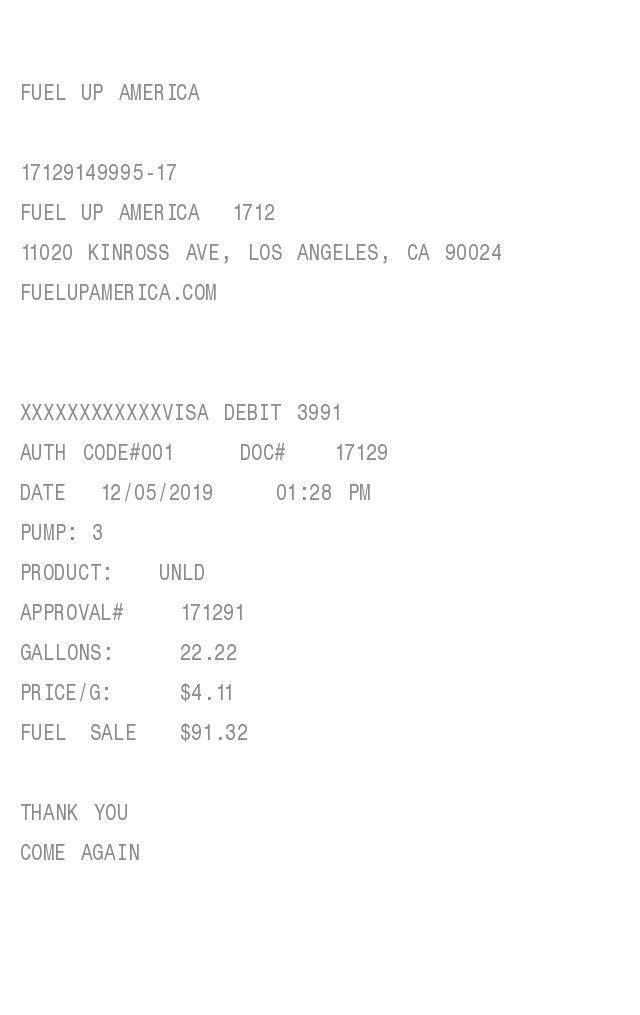 FUEL UP AMERICA
17129149995-17
FUEL UP AMERICA 1712
11020 KINROSS AVE, LOS ANGELES, CA 90024
FUELUPAMERICA.COM
XXXXXXXXXXXXVISA DEBIT 3991
AUTH CODE#001 DOC# 17129
DATE 12/05/2019 01:28 PM
PUMP: 3
PRODUCT: UNLD
APPROVAL# 171291
GALLONS: 22.22
PRICE/G: $4.11
FUEL SALE $91.32
THANK YOU
COME AGAIN